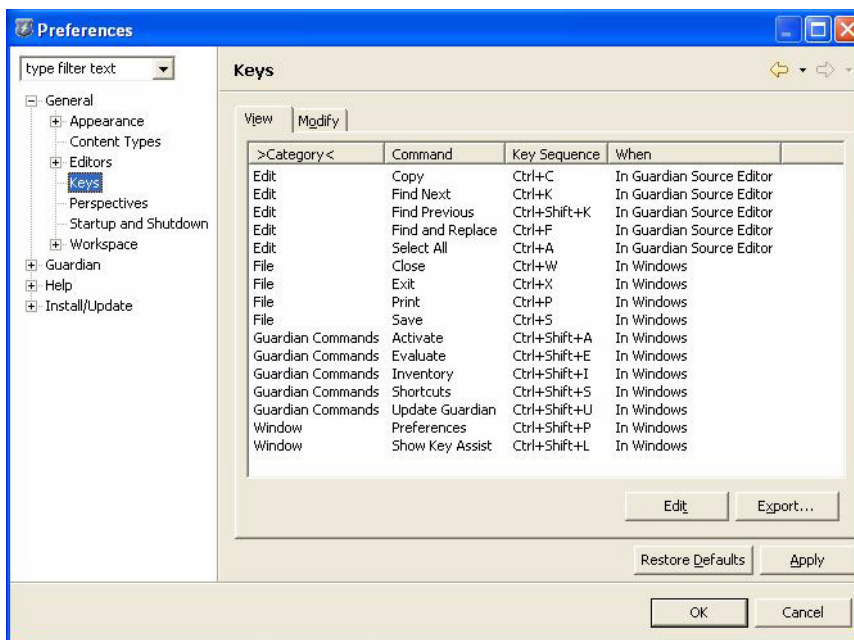 Preferences
type filter text
General
Appearance
Content Types
Editors
Keys
Perspectives
Startup and Shutdown
Workspace
Guardian
Help
Install/Update
Keys
View Modify
>Category< Command Key Sequence When
Edit Copy Ctrl+C In Guardian Source Editor
Edit Find Next Ctrl+K In Guardian Source Editor
Edit Find Previous Ctrl+Shift+K In Guardian Source Editor
Edit Find and Replace Ctrl+F In Guardian Source Editor
Edit Select All Ctrl+A In Guardian Source Editor
File Close Ctrl+W In Windows
File Exit Ctrl+X In Windows
File Print Ctrl+P In Windows
File Save Ctrl+S In Windows
Guardian Commands Activate Ctrl+Shift+A In Windows
Guardian Commands Evaluate Ctrl+Shift+E In Windows
Guardian Commands Inventory Ctrl+Shift+I In Windows
Guardian Commands Shortcuts Ctrl+Shift+S In Windows
Guardian Commands Update Guardian Ctrl+Shift+U In Windows
Window Preferences Ctrl+Shift+P In Windows
Window Show Key Assist Ctrl+Shift+L In Windows
Edit Export...
Restore Defaults Apply
OK Cancel